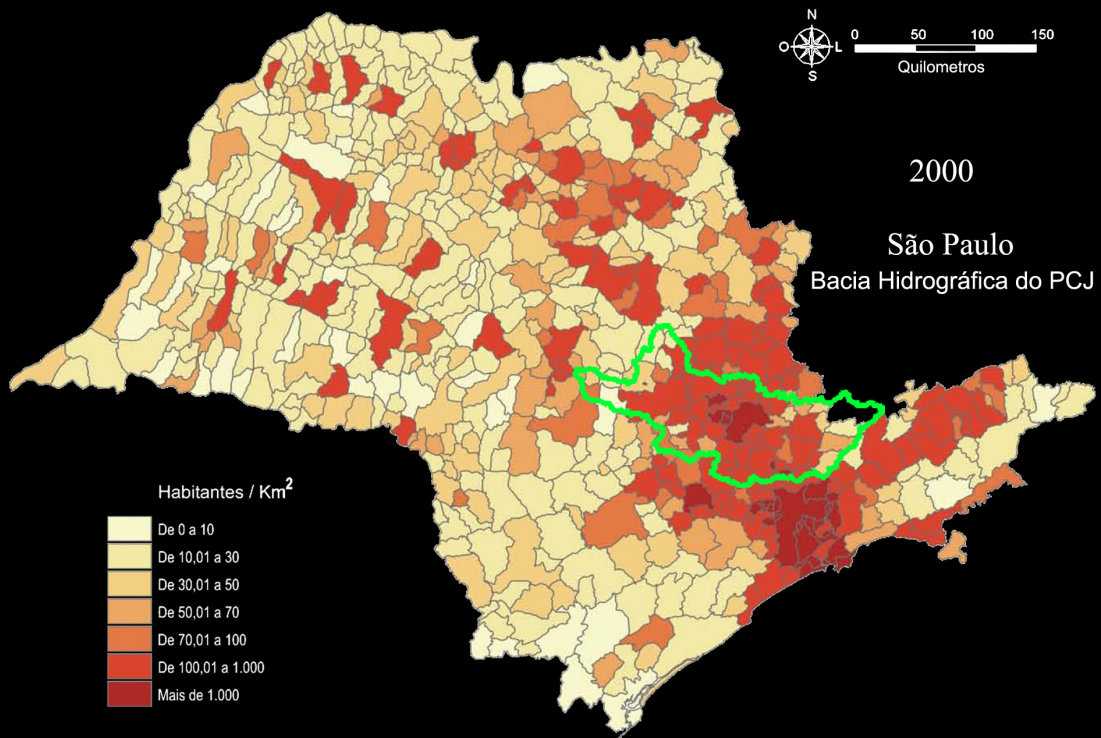 N
O L
S
0 50 100 150
Quilometros
2000
São Paulo
Bacia Hidrográfica do PCJ
Habitantes / Km²
De 0 a 10
De 10,01 a 30
De 30,01 a 50
De 50,01 a 70
De 70,01 a 100
De 100,01 a 1.000
Mais de 1.000